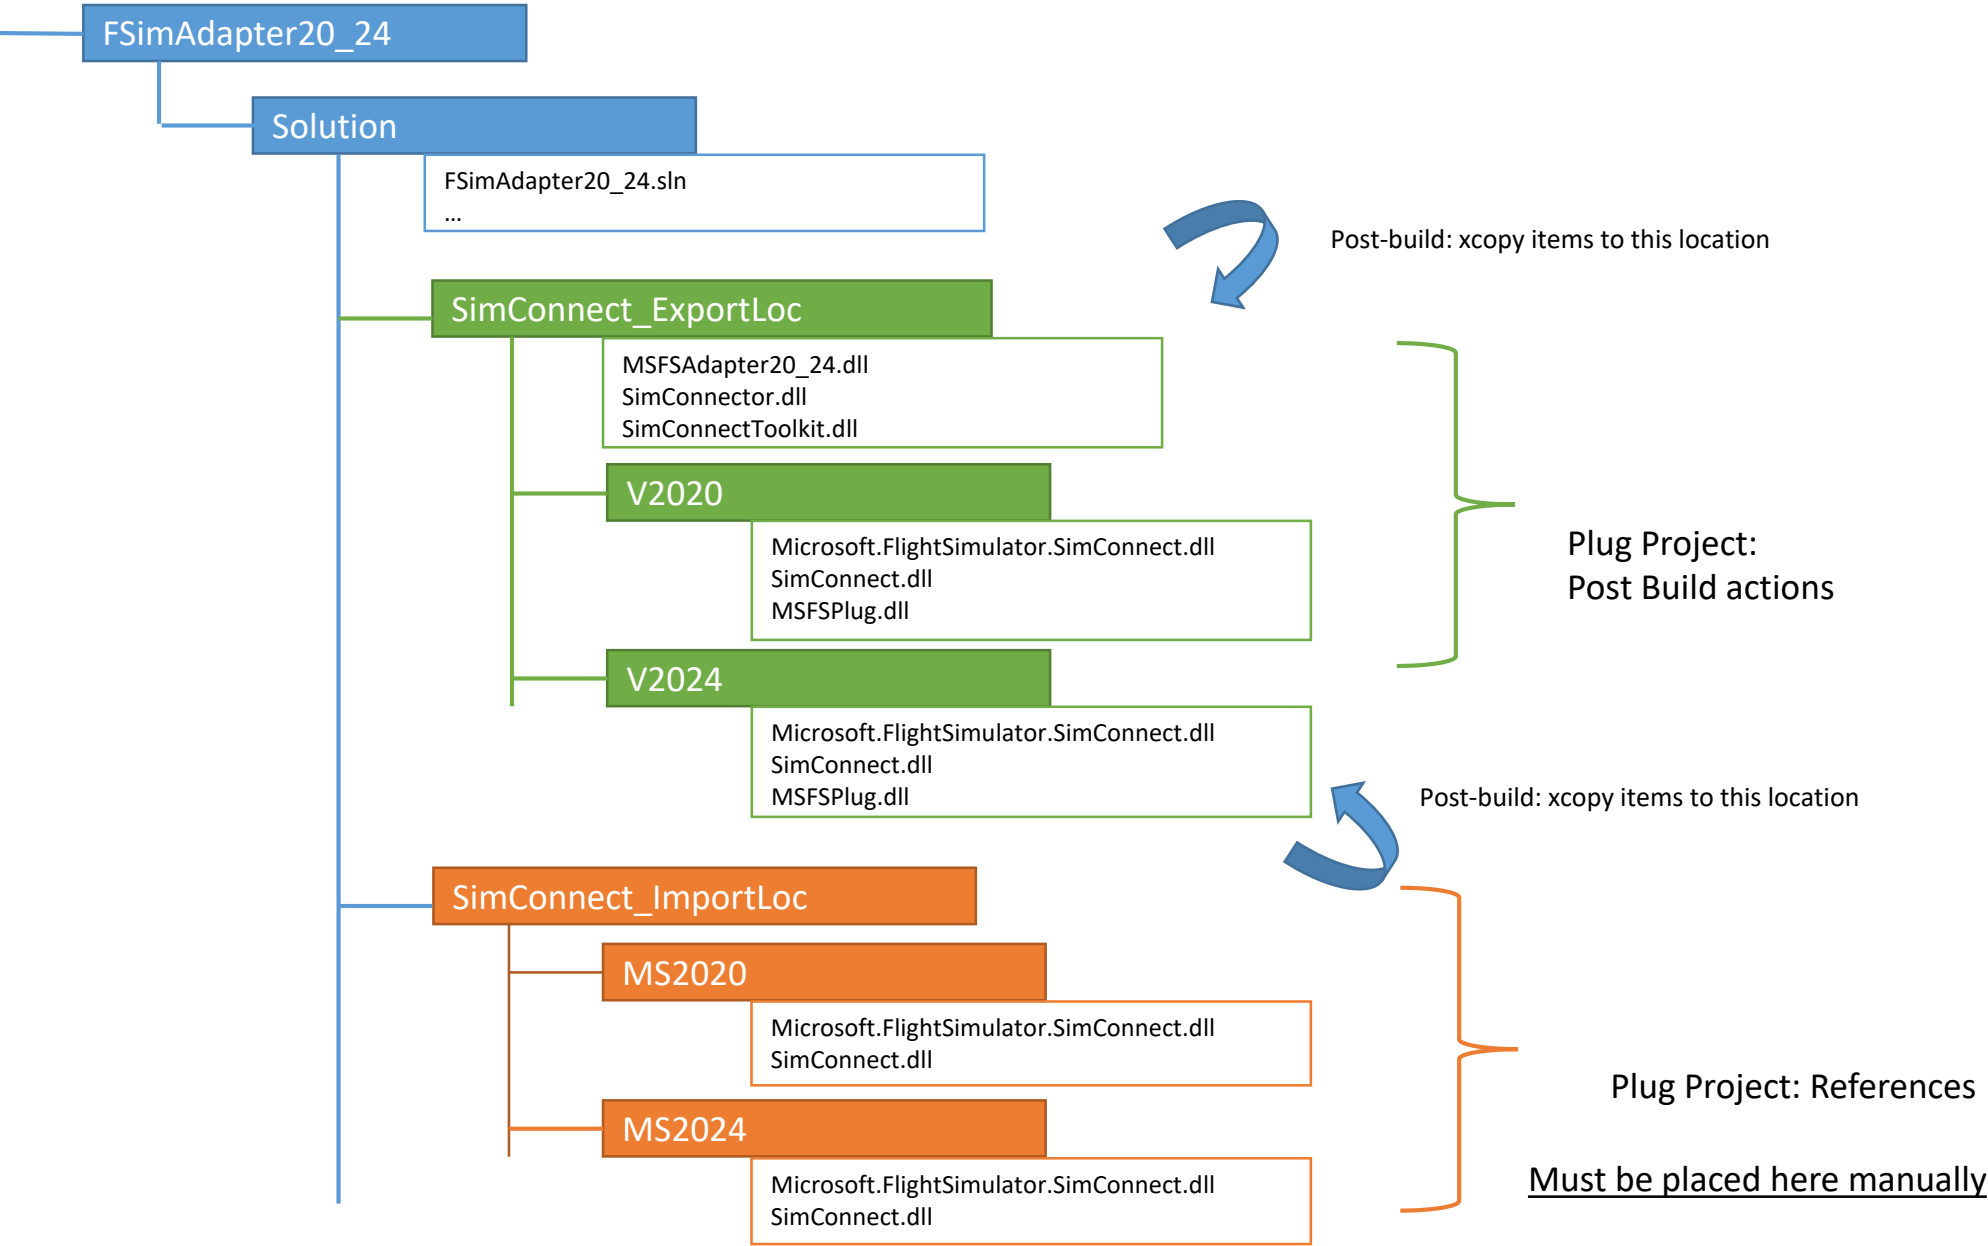 FSimAdapter20_24
Solution
FSimAdapter20_24.sln
...
Post-build: xcopy items to this location
SimConnect_ExportLoc
MSFSAdapter20_24.dll
SimConnector.dll
SimConnectToolkit.dll
V2020
Microsoft.FlightSimulator.SimConnect.dll
SimConnect.dll
MSFSPlug.dll
Plug Project:
Post Build actions
V2024
Microsoft.FlightSimulator.SimConnect.dll
SimConnect.dll
MSFSPlug.dll
Post-build: xcopy items to this location
SimConnect_ImportLoc
MS2020
Microsoft.FlightSimulator.SimConnect.dll
SimConnect.dll
Plug Project: References
MS2024
Must be placed here manually
Microsoft.FlightSimulator.SimConnect.dll
SimConnect.dll